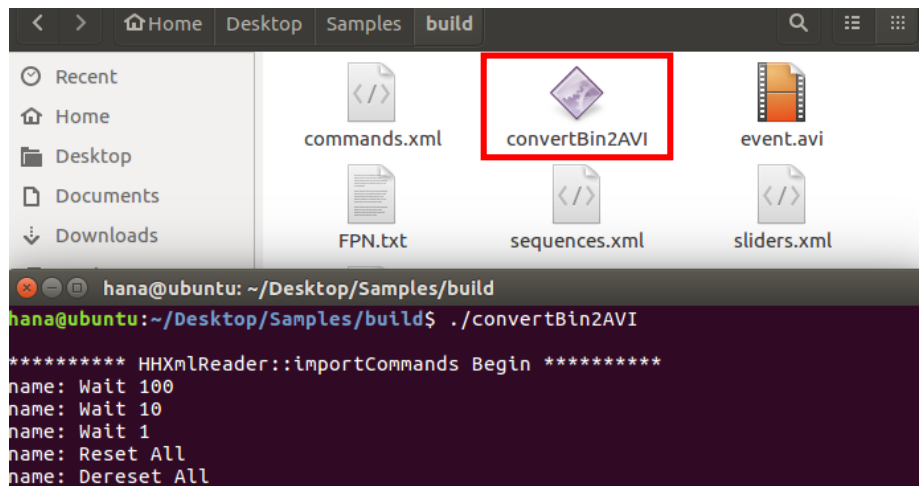 Home Desktop Samples build
Recent
Home
Desktop
Documents
Downloads
commands.xml convertBin2AVI event.avi
FPN.txt sequences.xml sliders.xml
hana@ubuntu: ~/Desktop/Samples/build
hana@ubuntu:~/Desktop/Samples/build$ ./convertBin2AVI
********** HHXmlReader::importCommands Begin **********
name: Wait 100
name: Wait 10
name: Wait 1
name: Reset All
name: Dereset All